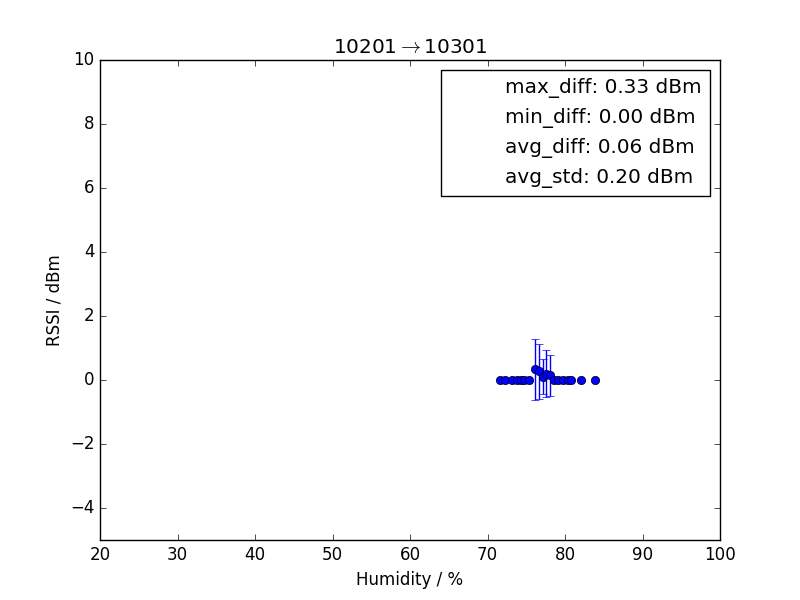 10201→10301
max_diff: 0.33 dBm
min_diff: 0.00 dBm
avg_diff: 0.06 dBm
avg_std: 0.20 dBm
10
8
6
4
2
0
−2
−4
RSSI / dBm
20 30 40 50 60 70 80 90 100
Humidity / %